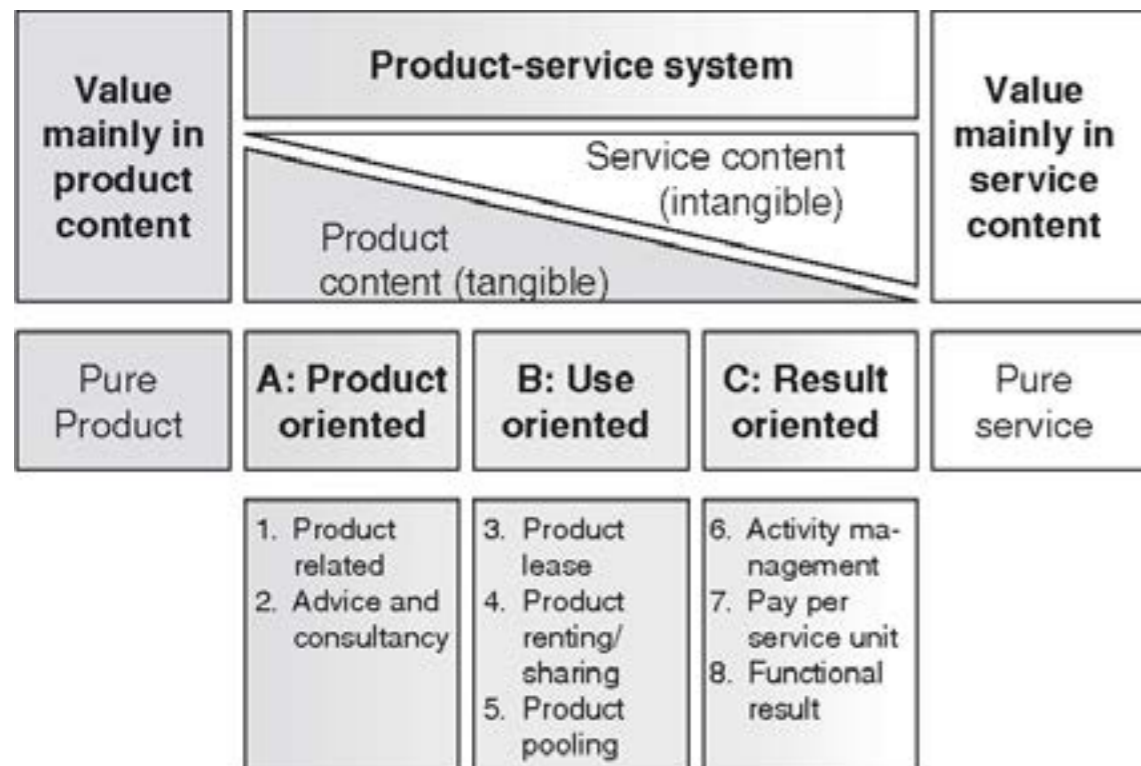 Value
mainly in
product
content
Product-service system
Service content
(intangible)
Product
content (tangible)
Value
mainly in
service
content
Pure
Product
A: Product
oriented
B: Use
oriented
C: Result
oriented
Pure
service
1. Product
related
2. Advice and
consultancy
3. Product
lease
4. Product
renting/
sharing
5. Product
pooling
6. Activity ma-
nagement
7. Pay per
service unit
8. Functional
result